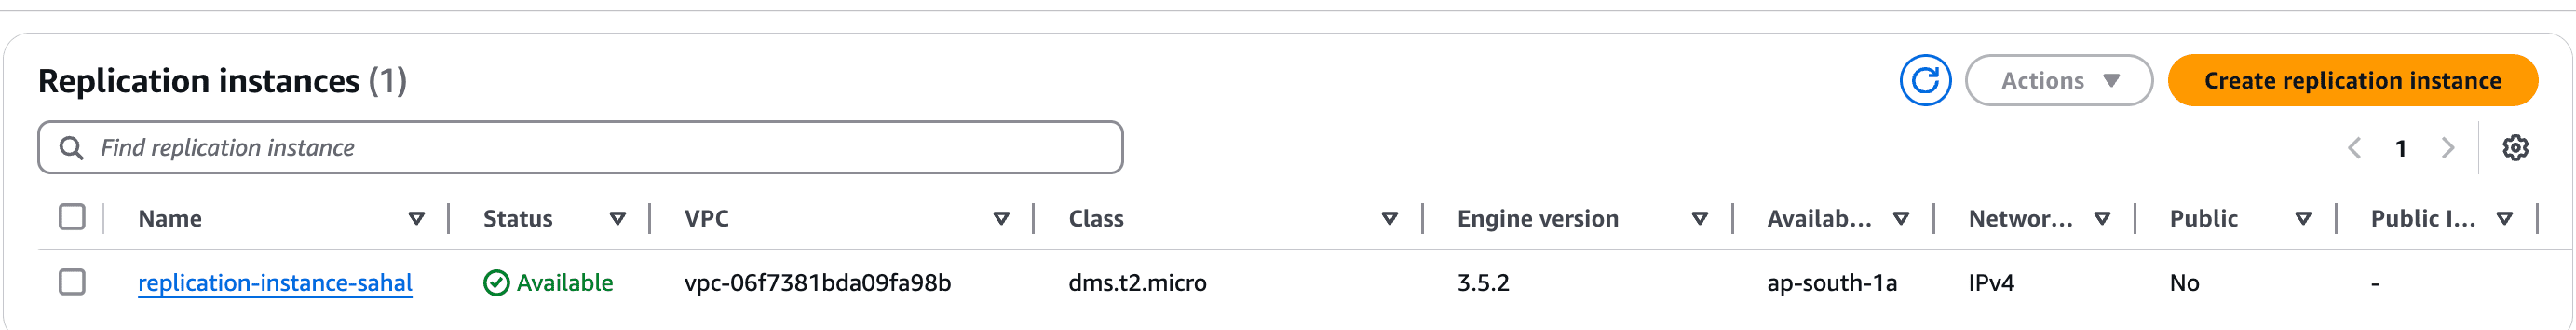 Replication instances (1)
Actions
Create replication instance
Find replication instance
1
Name Status VPC Class Engine version Availab... Networ... Public Public I...
replication-instance-sahal Available vpc-06f7381bda09fa98b dms.t2.micro 3.5.2 ap-south-1a IPv4 No -